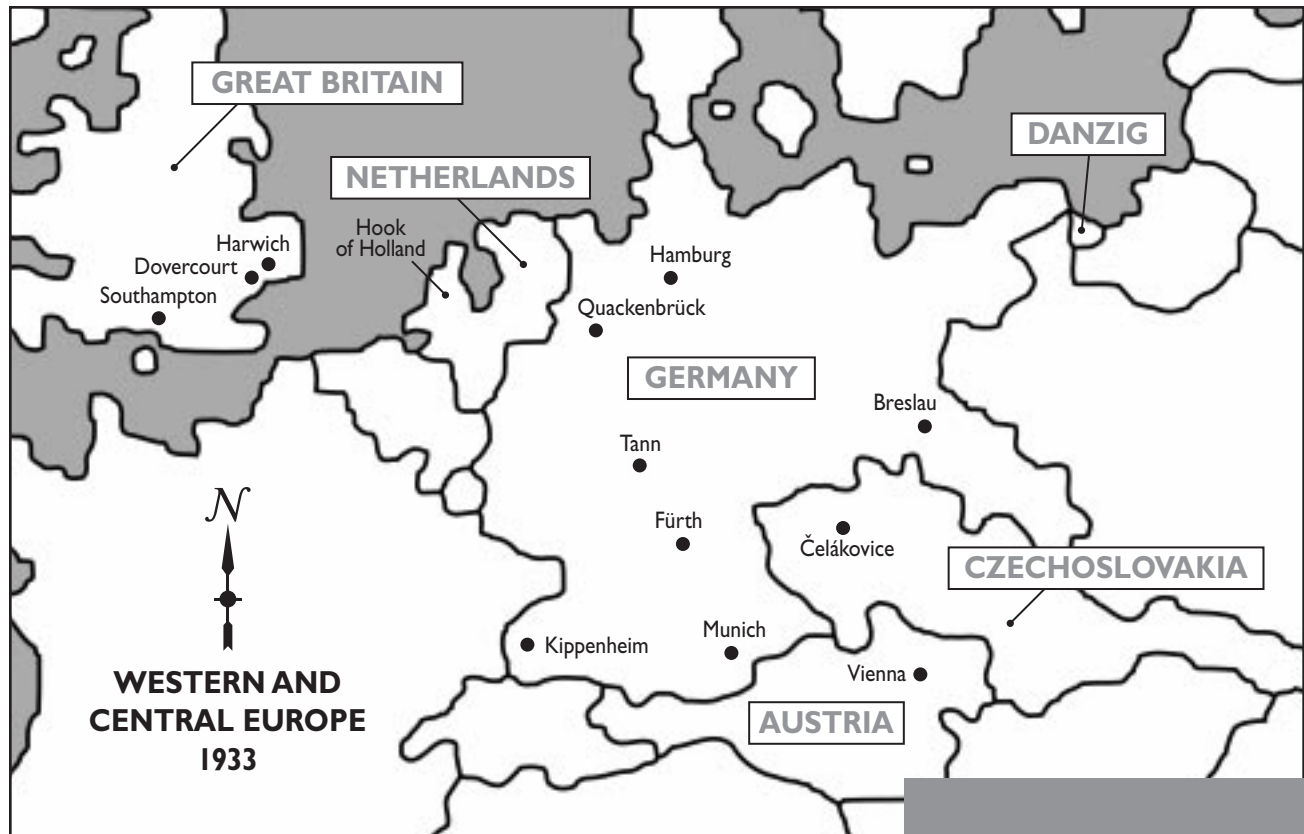 GREAT BRITAIN
DANZIG
NETHERLANDS
Hook
of Holland
Harwich
Dovercourt
Southampton
Hamburg
Quackenbrück
GERMANY
Breslau
Tann
N
Fürth
Čelákovice
CZECHOSLOVAKIA
Kippenheim
Munich
Vienna
WESTERN AND
CENTRAL EUROPE
1933
AUSTRIA